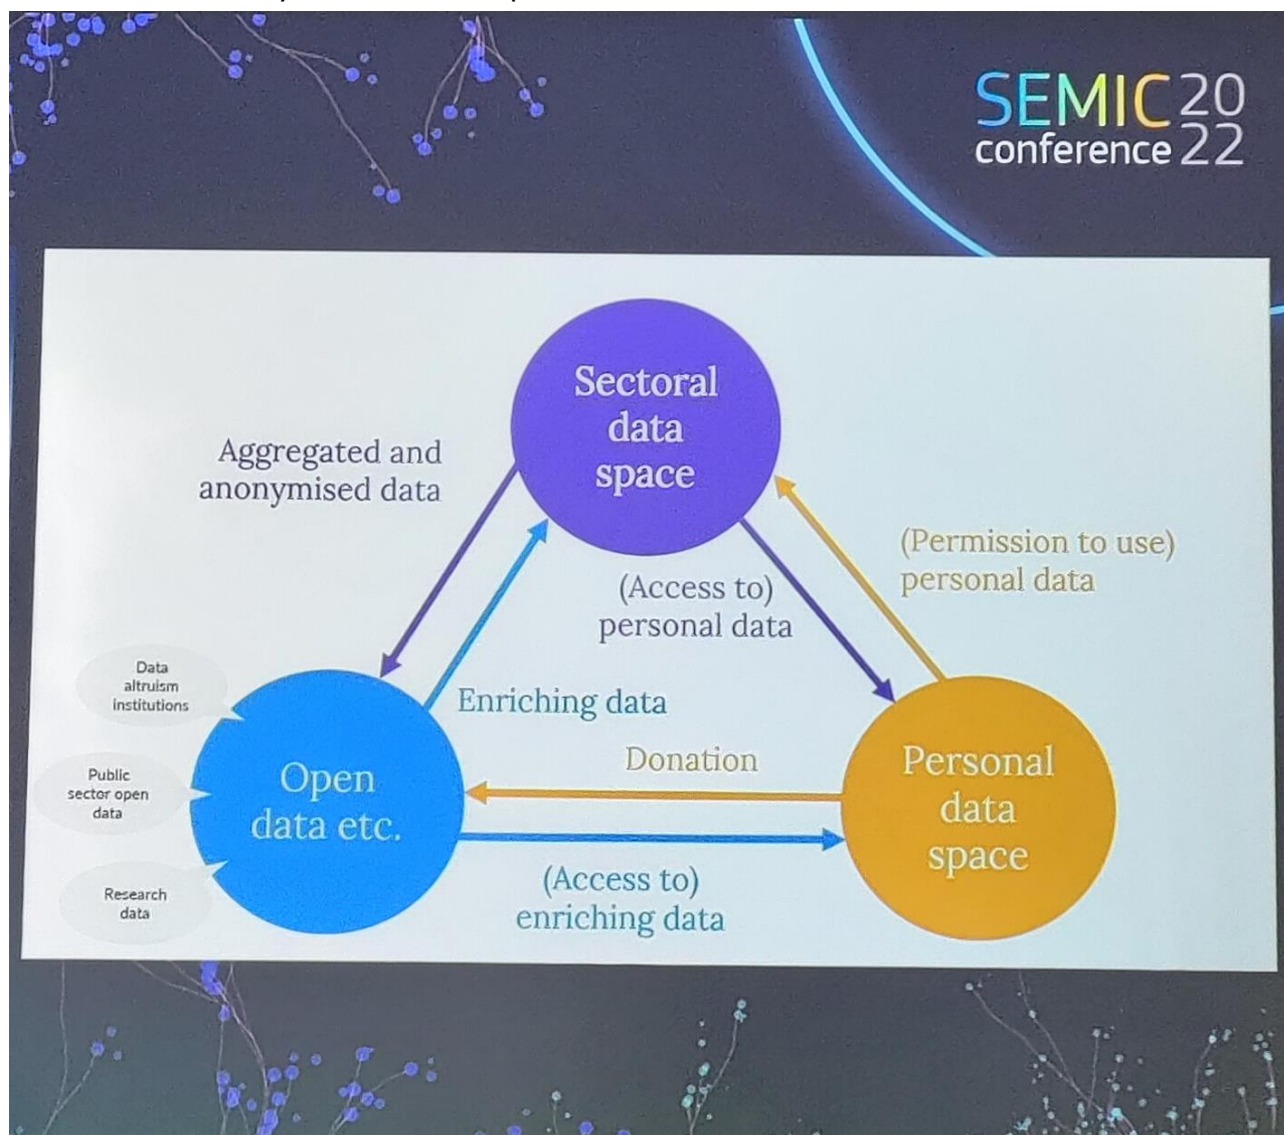 SEMIC 20
conference 22
Sectoral
data
space
Aggregated and
anonymised data
(Permission to use)
personal data
(Access to)
personal data
Data
altruism
institutions
Enriching data
Public
sector open
data
Open
data etc.
Donation
Personal
data
space
Research
data
(Access to)
enriching data